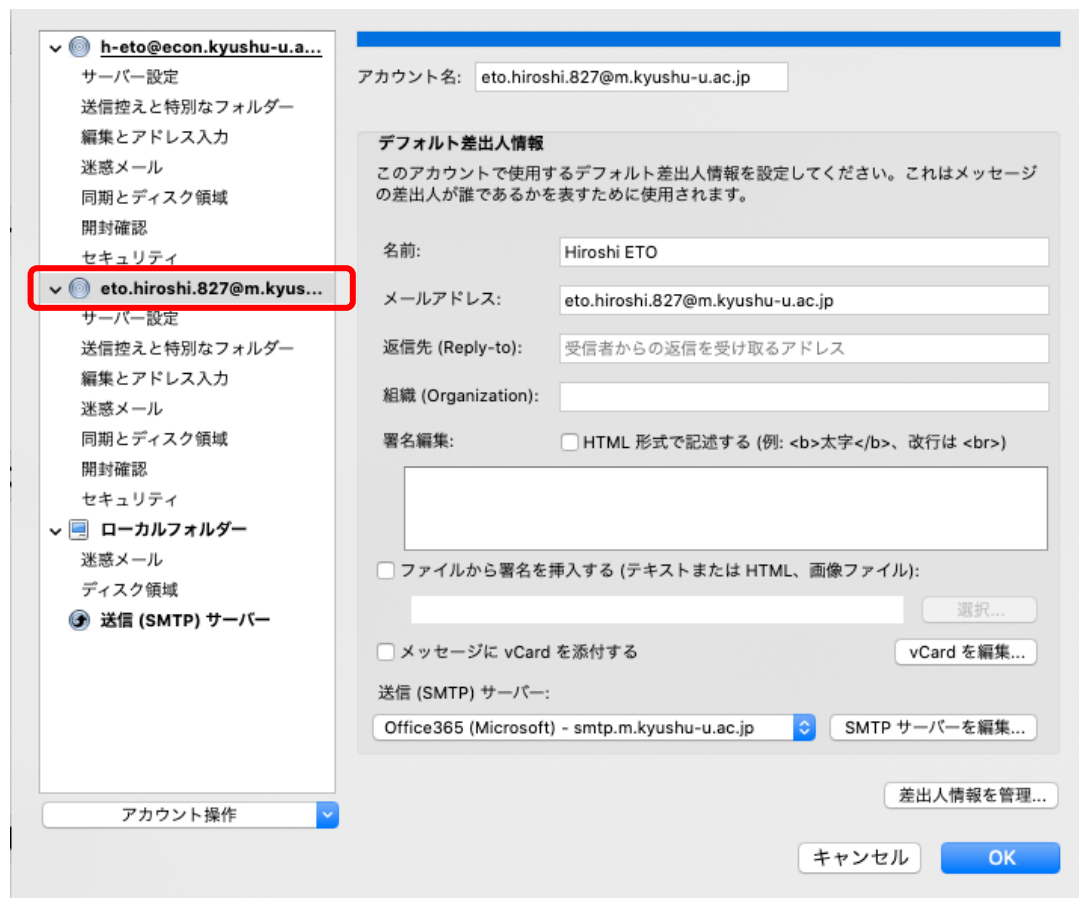 h-eto@econ.kyushu-u.a...
サーバー設定
送信控えと特別なフォルダー
編集とアドレス入力
迷惑メール
同期とディスク領域
開封確認
セキュリティ
eto.hiroshi.827@m.kyus...
サーバー設定
送信控えと特別なフォルダー
編集とアドレス入力
迷惑メール
同期とディスク領域
開封確認
セキュリティ
ローカルフォルダー
迷惑メール
ディスク領域
送信 (SMTP) サーバー
アカウント操作
アカウント名: eto.hiroshi.827@m.kyushu-u.ac.jp
デフォルト差出人情報
このアカウントで使用するデフォルト差出人情報を設定してください。これはメッセージ
の差出人が誰であるかを表すために使用されます。
名前: Hiroshi ETO
メールアドレス: eto.hiroshi.827@m.kyushu-u.ac.jp
返信先 (Reply-to): 受信者からの返信を受け取るアドレス
組織 (Organization):
署名編集: HTML 形式で記述する (例: <b>太字</b>、改行は <br>)
ファイルから署名を挿入する (テキストまたは HTML、画像ファイル):
選択...
メッセージに vCard を添付する vCard を編集...
送信 (SMTP) サーバー:
Office365 (Microsoft) - smtp.m.kyushu-u.ac.jp SMTP サーバーを編集...
差出人情報を管理...
キャンセル OK